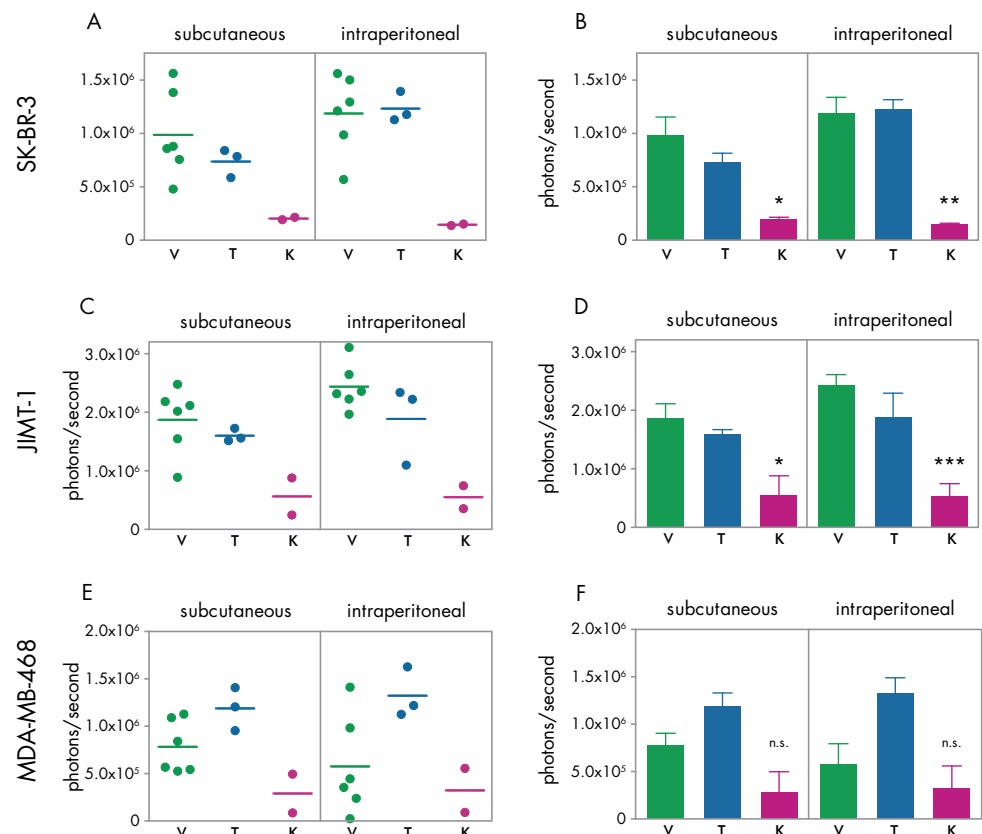 A
B
subcutaneous intraperitoneal
subcutaneous intraperitoneal
SK-BR-3
1.5x10⁶
1.0x10⁶
5.0x10⁵
0
V T K V T K
photons/second
1.5x10⁶
1.0x10⁶
5.0x10⁵
0
* **
V T K V T K
C
D
subcutaneous intraperitoneal
subcutaneous intraperitoneal
JIMT-1
photons/second
3.0x10⁶
2.0x10⁶
1.0x10⁶
0
V T K V T K
photons/second
3.0x10⁶
2.0x10⁶
1.0x10⁶
0
* ***
V T K V T K
E
F
subcutaneous intraperitoneal
subcutaneous intraperitoneal
MDA-MB-468
photons/second
2.0x10⁶
1.5x10⁶
1.0x10⁶
5.0x10⁵
0
V T K V T K
photons/second
2.0x10⁶
1.5x10⁶
1.0x10⁶
5.0x10⁵
0
n.s. n.s.
V T K V T K